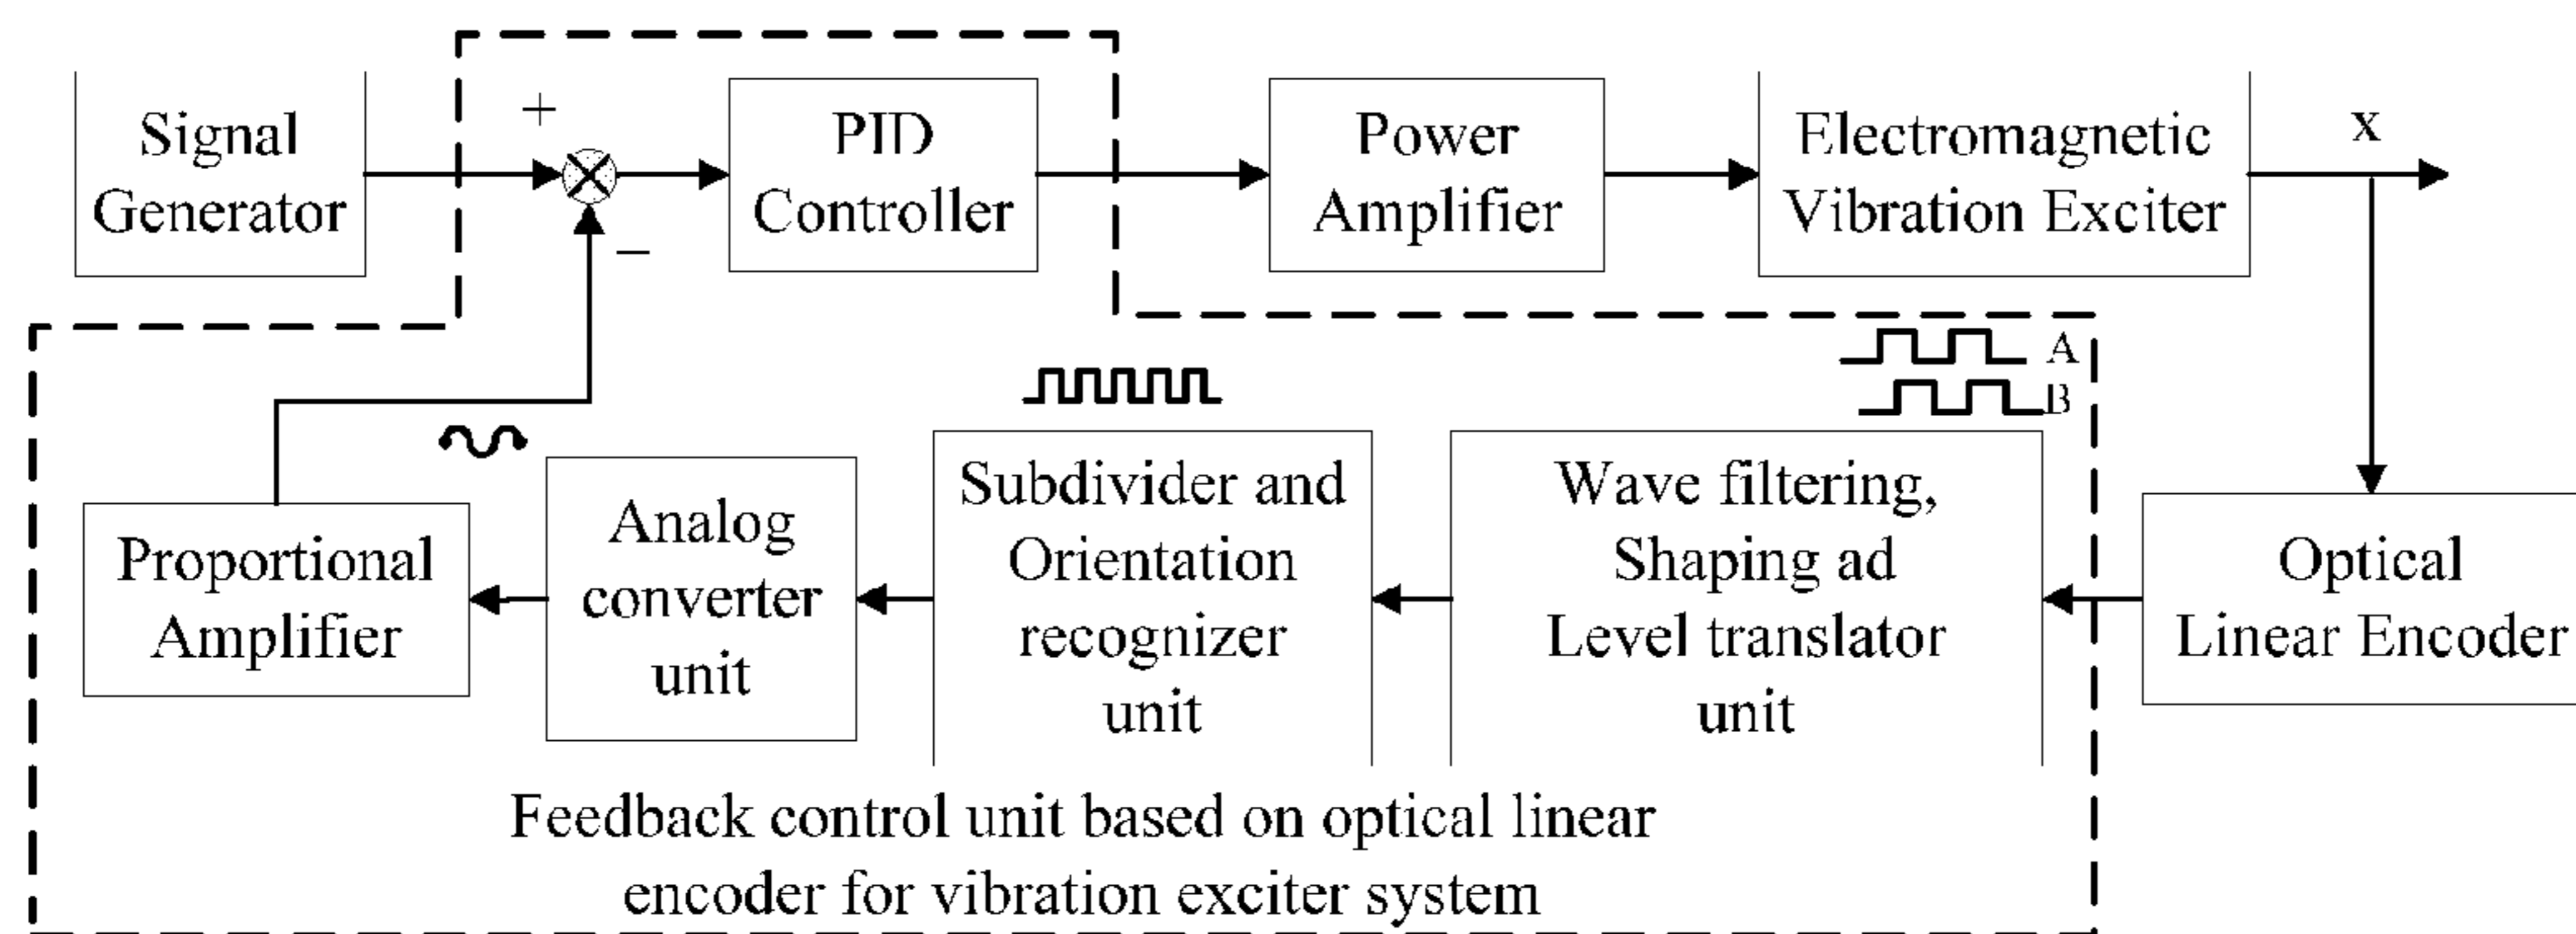 Signal
Generator
+
−
PID
Controller
Power
Amplifier
Electromagnetic
Vibration Exciter
x
A
B
Proportional
Amplifier
Analog
converter
unit
Subdivider and
Orientation
recognizer
unit
Wave filtering,
Shaping ad
Level translator
unit
Optical
Linear Encoder
Feedback control unit based on optical linear
encoder for vibration exciter system